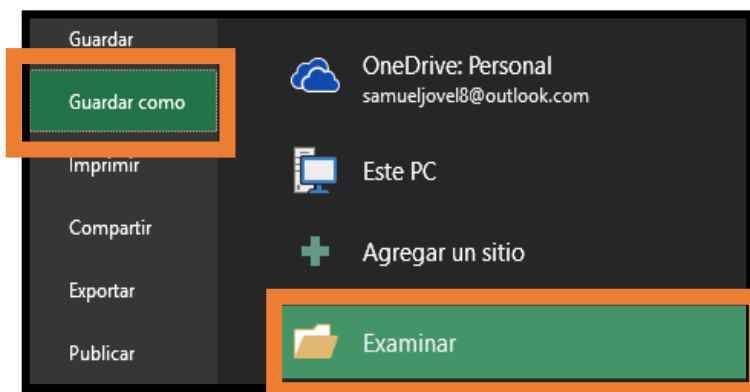 Guardar
Guardar como
Imprimir
Compartir
Exportar
Publicar
OneDrive: Personal
samueljovel8@outlook.com
Este PC
Agregar un sitio
Examinar